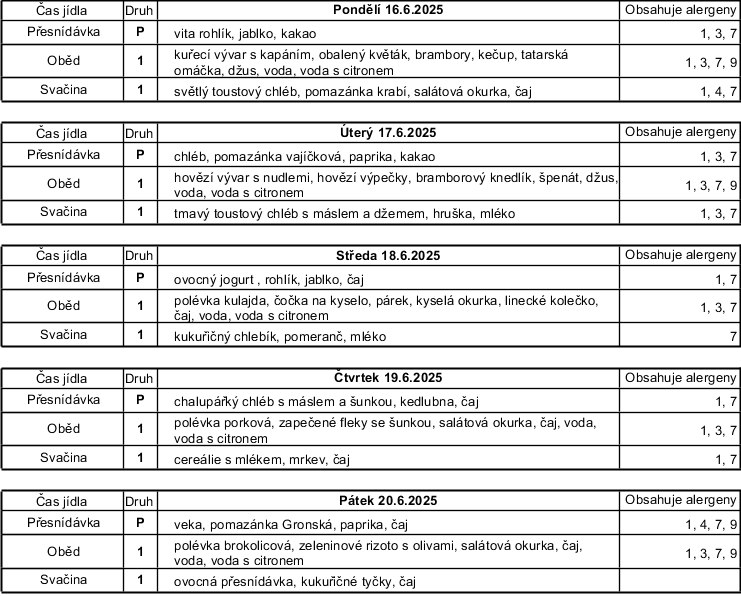 Čas jídla Druh Pondělí 16.6.2025 Obsahuje alergeny
Přesnídávka P vita rohlík, jablko, kakao 1, 3, 7
Oběd 1 kuřecí vývar s kapáním, obalený květák, brambory, kečup, tatarská 1, 3, 7, 9
omáčka, džus, voda, voda s citronem
Svačina 1 světlý toustový chléb, pomazánka krabí, salátová okurka, čaj 1, 4, 7
Čas jídla Druh Úterý 17.6.2025 Obsahuje alergeny
Přesnídávka P chléb, pomazánka vajíčková, paprika, kakao 1, 3, 7
Oběd 1 hovězí vývar s nudlemi, hovězí výpečky, bramborový knedlík, špenát, džus, 1, 3, 7, 9
voda, voda s citronem
Svačina 1 tmavý toustový chléb s máslem a džemem, hruška, mléko 1, 3, 7
Čas jídla Druh Středa 18.6.2025 Obsahuje alergeny
Přesnídávka P ovocný jogurt , rohlík, jablko, čaj 1, 7
Oběd 1 polévka kulajda, čočka na kyselo, párek, kyselá okurka, linecké kolečko, 1, 3, 7
čaj, voda, voda s citronem
Svačina 1 kukuřičný chlebík, pomeranč, mléko 7
Čas jídla Druh Čtvrtek 19.6.2025 Obsahuje alergeny
Přesnídávka P chalupářký chléb s máslem a šunkou, kedlubna, čaj 1, 7
Oběd 1 polévka porková, zapečené fleky se šunkou, salátová okurka, čaj, voda, 1, 3, 7
voda s citronem
Svačina 1 cereálie s mlékem, mrkev, čaj 1, 7
Čas jídla Druh Pátek 20.6.2025 Obsahuje alergeny
Přesnídávka P veka, pomazánka Gronská, paprika, čaj 1, 4, 7, 9
Oběd 1 polévka brokolicová, zeleninové rizoto s olivami, salátová okurka, čaj, 1, 3, 7, 9
voda, voda s citronem
Svačina 1 ovocná přesnídávka, kukuřičné tyčky, čaj